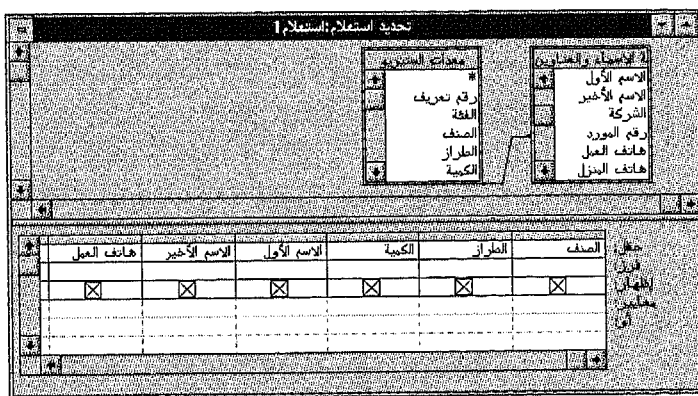 تحديد استعلام:استعلام1
الأسماء والعناوين
الاسم الأول
الاسم الأخير
الشركة
رقم المورد
هاتف العمل
هاتف المنزل
معدات الستيريو
*
رقم تعريف
الفئة
الصنف
الطراز
الكمية
حقل: الصنف الطراز الكمية الاسم الأول الاسم الأخير هاتف العمل
فرز:
إظهار:
معايير:
أو: